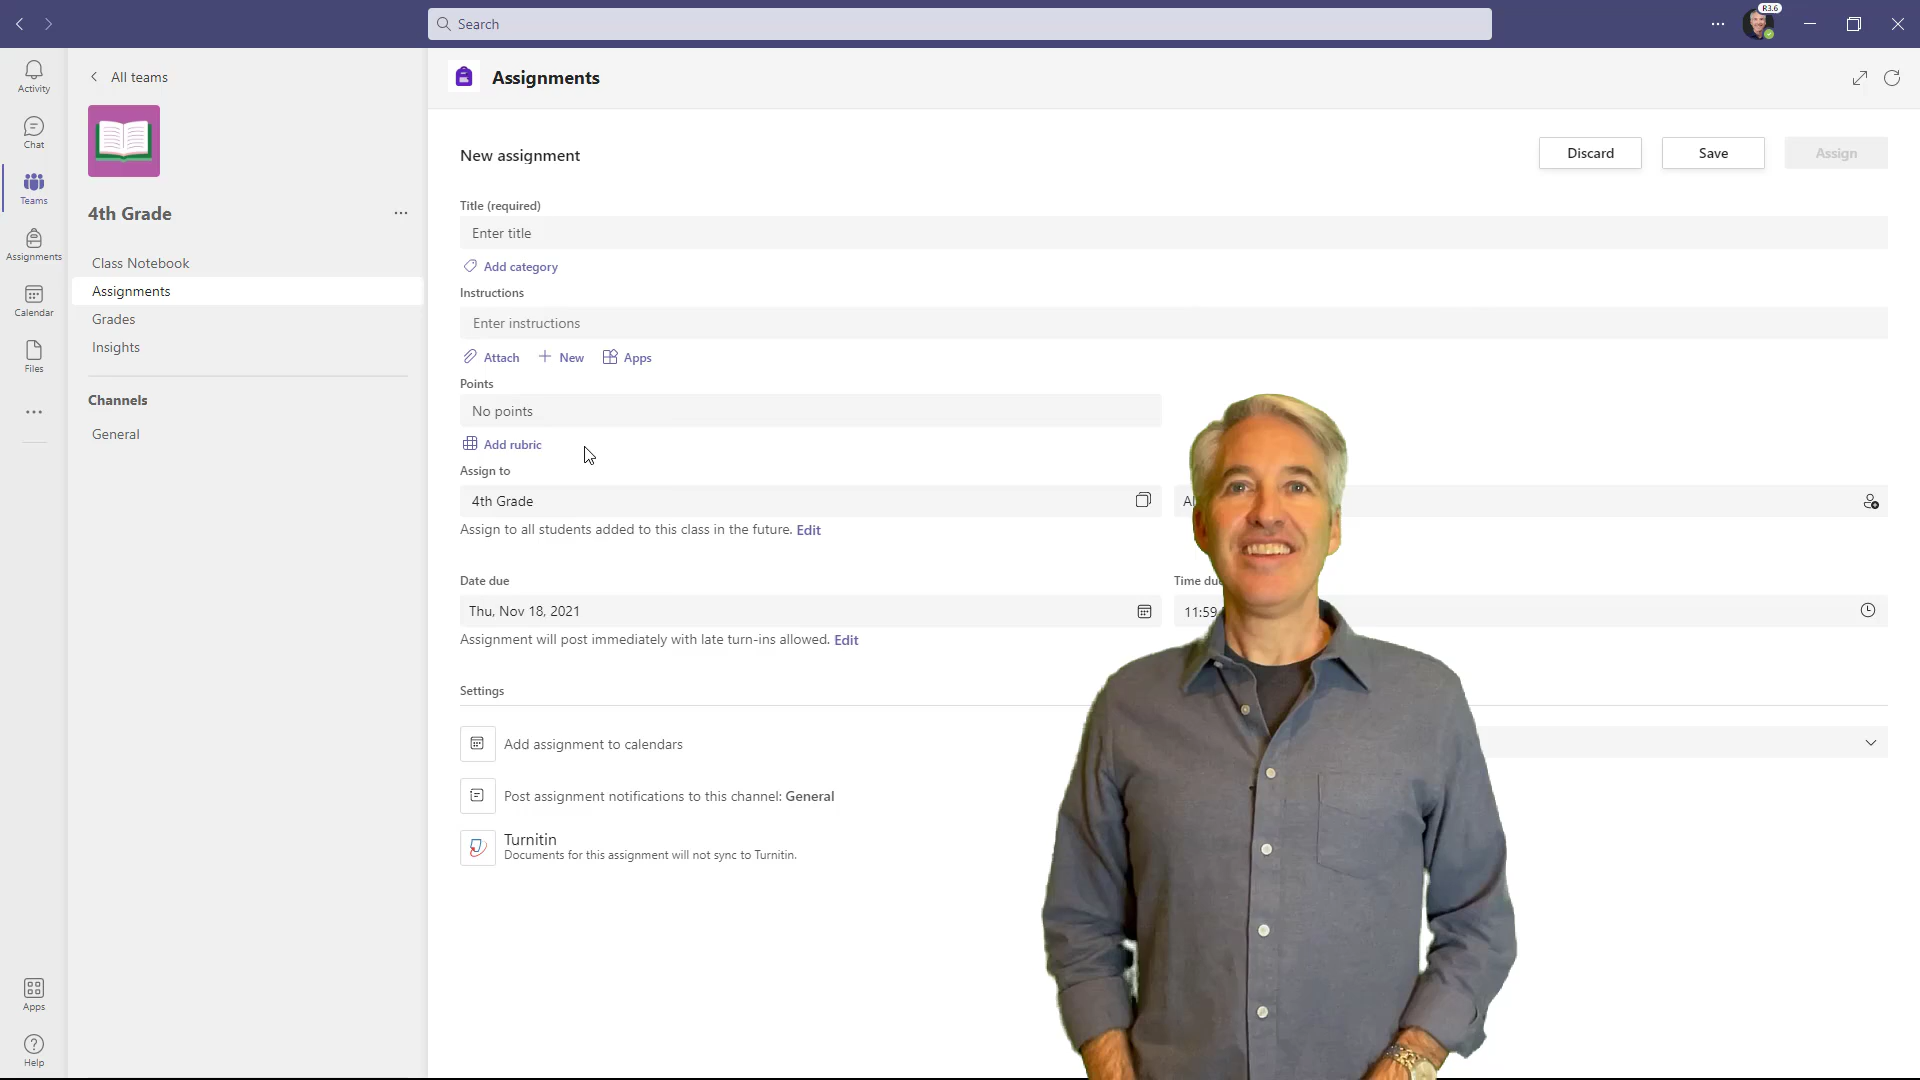 Search
R3.6
Activity
Chat
Teams
Assignments
Calendar
Files
Apps
Help
All teams
4th Grade
Class Notebook
Assignments
Grades
Insights
Channels
General
Assignments
New assignment
Discard
Save
Assign
Title (required)
Enter title
Add category
Instructions
Enter instructions
Attach
New
Apps
Points
No points
Add rubric
Assign to
4th Grade
Assign to all students added to this class in the future. Edit
Date due
Time du
Thu, Nov 18, 2021
11:59
Assignment will post immediately with late turn-ins allowed. Edit
Settings
Add assignment to calendars
Post assignment notifications to this channel: General
Turnitin
Documents for this assignment will not sync to Turnitin.